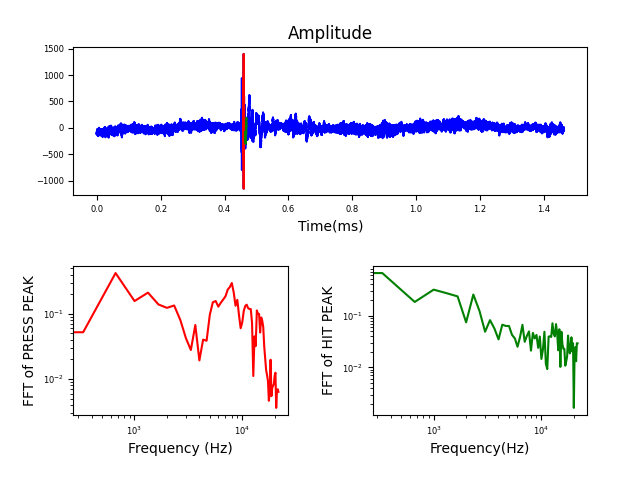 Amplitude
1500
1000
500
0
−500
−1000
0.0 0.2 0.4 0.6 0.8 1.0 1.2 1.4
Time(ms)
FFT of PRESS PEAK
10⁻¹
10⁻²
10³ 10⁴
Frequency (Hz)
FFT of HIT PEAK
10⁻¹
10⁻²
10³ 10⁴
Frequency(Hz)